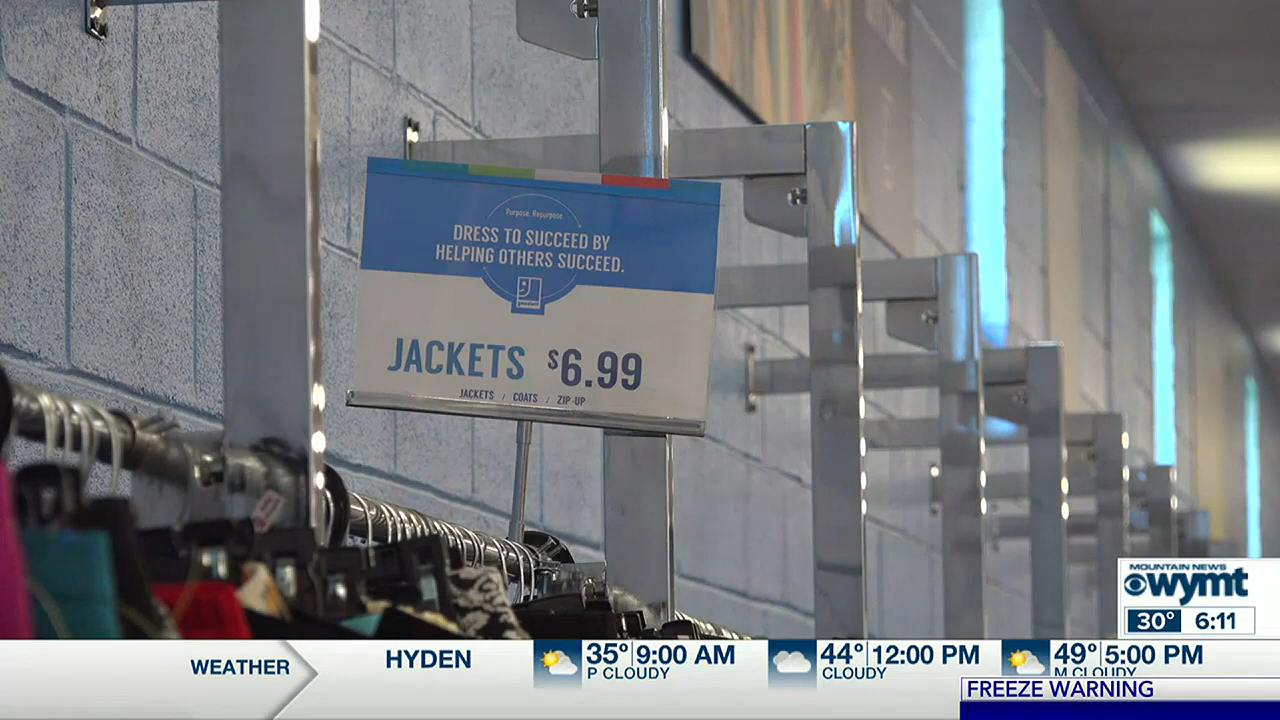 Purpose. Repurpose.
DRESS TO SUCCEED BY
HELPING OTHERS SUCCEED.
goodwill
JACKETS $6.99
JACKETS / COATS / ZIP-UP
MOUNTAIN NEWS
wymt
30° 6:11
WEATHER
HYDEN
35° 9:00 AM
P CLOUDY
44° 12:00 PM
CLOUDY
49° 5:00 PM
M CLOUDY
FREEZE WARNING